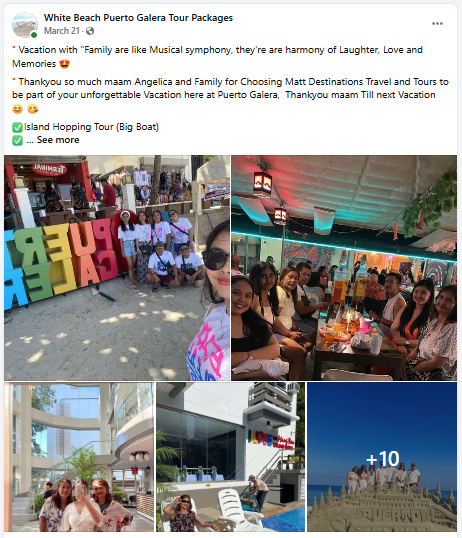 White Beach Puerto Galera Tour Packages
March 21 ·
" Vacation with "Family are like Musical symphony, they're are harmony of Laughter, Love and
Memories 🤩
" Thankyou so much maam Angelica and Family for Choosing Matt Destinations Travel and Tours to
be part of your unforgettable Vacation here at Puerto Galera, Thankyou maam Till next Vacation
😊 😘
✅Island Hopping Tour (Big Boat)
✅ ... See more
PUERTO
GALERA
+10